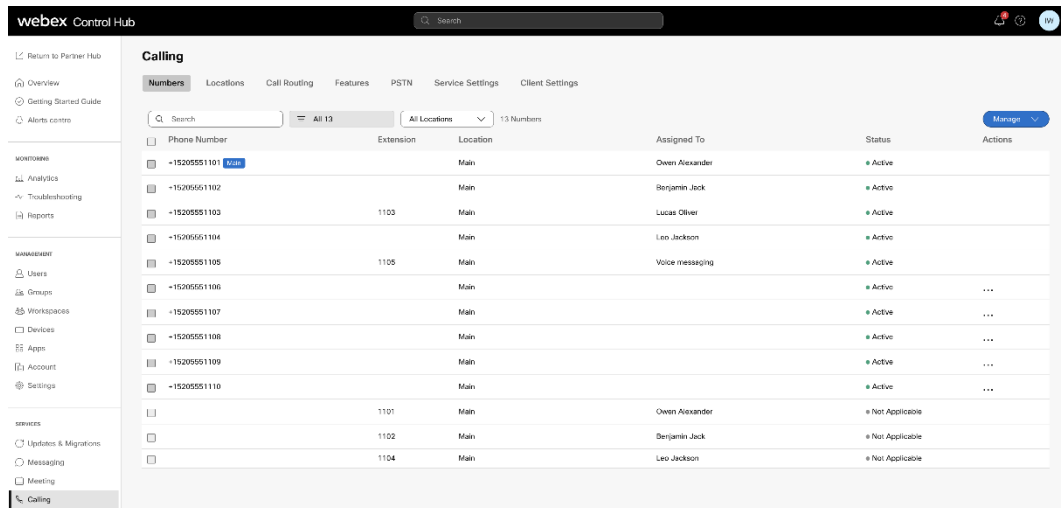 webex Control Hub
Search
4
IW
Return to Partner Hub
Overview
Getting Started Guide
Alerts centre
MONITORING
Analytics
Troubleshooting
Reports
MANAGEMENT
Users
Groups
Workspaces
Devices
Apps
Account
Settings
SERVICES
Updates & Migrations
Messaging
Meeting
Calling
Calling
Numbers Locations Call Routing Features PSTN Service Settings Client Settings
Search All 13 All Locations 13 Numbers Manage
Phone Number Extension Location Assigned To Status Actions
+15205551101 Main Main Owen Alexander Active
+15205551102 Main Benjamin Jack Active
+15205551103 1103 Main Lucas Oliver Active
+15205551104 Main Leo Jackson Active
+15205551105 1105 Main Voice messaging Active
+15205551106 Main Active ...
+15205551107 Main Active ...
+15205551108 Main Active ...
+15205551109 Main Active ...
+15205551110 Main Active ...
1101 Main Owen Alexander Not Applicable
1102 Main Benjamin Jack Not Applicable
1104 Main Leo Jackson Not Applicable